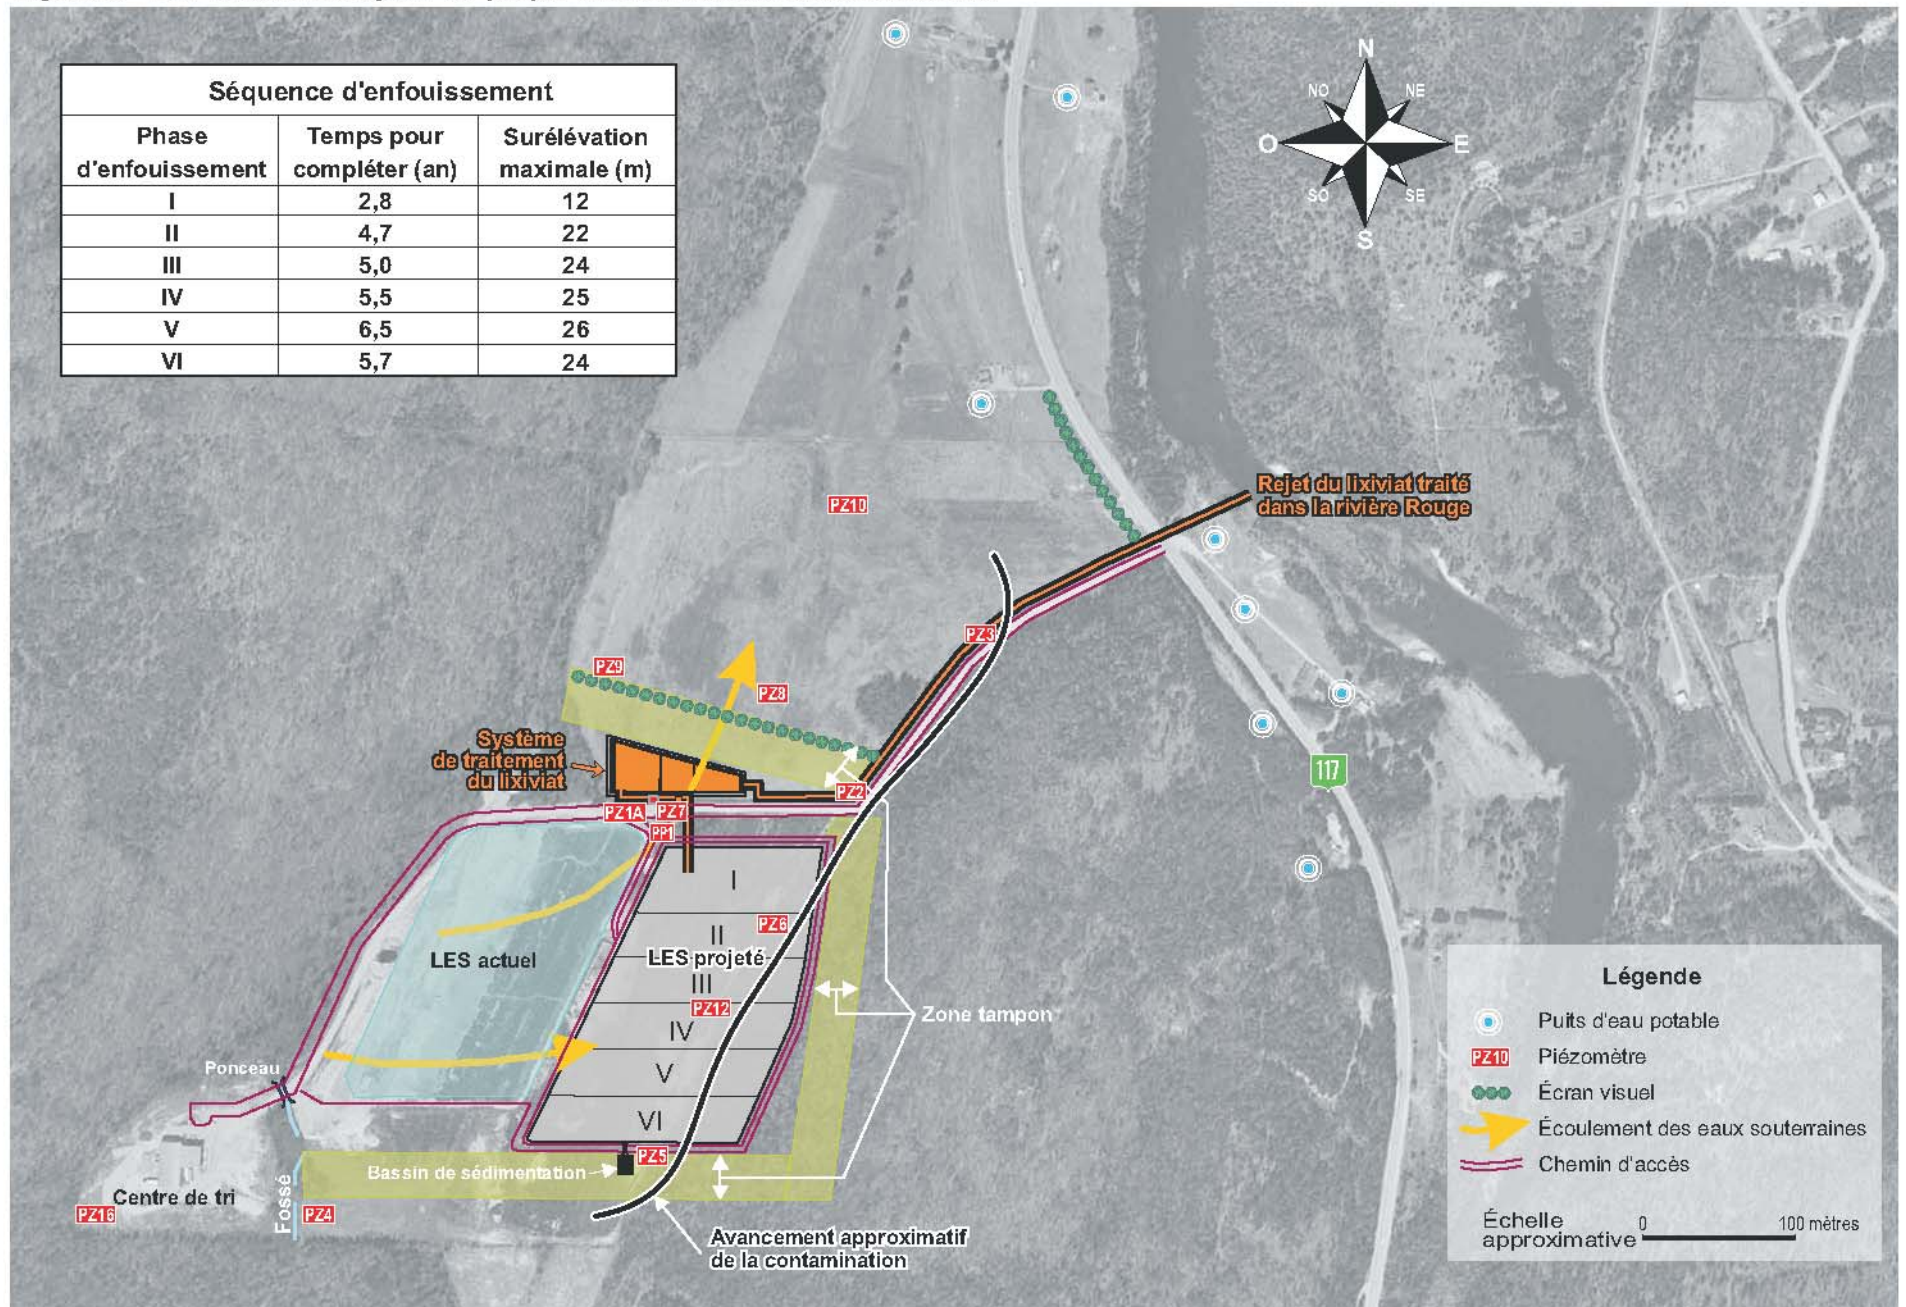 Séquence d'enfouissement
Phase d'enfouissement
Temps pour compléter (an)
Surélévation maximale (m)
I 2,8 12
II 4,7 22
III 5,0 24
IV 5,5 25
V 6,5 26
VI 5,7 24
N
NO NE
O E
SO SE
S
Rejet du lixiviat traité
dans la rivière Rouge
PZ10
PZ3
PZ9
PZ8
Système
de traitement
du lixiviat
117
PZ2
PZ1A PZ7
PP1
I
PZ6
II
LES projeté
LES actuel
III
PZ12
Zone tampon
IV
Ponceau
V
VI
PZ5
Bassin de sédimentation
Centre de tri
Fossé
PZ16
PZ4
Avancement approximatif
de la contamination
Légende
Puits d'eau potable
PZ10 Piézomètre
Écran visuel
Écoulement des eaux souterraines
Chemin d'accès
Échelle
approximative
0 100 mètres